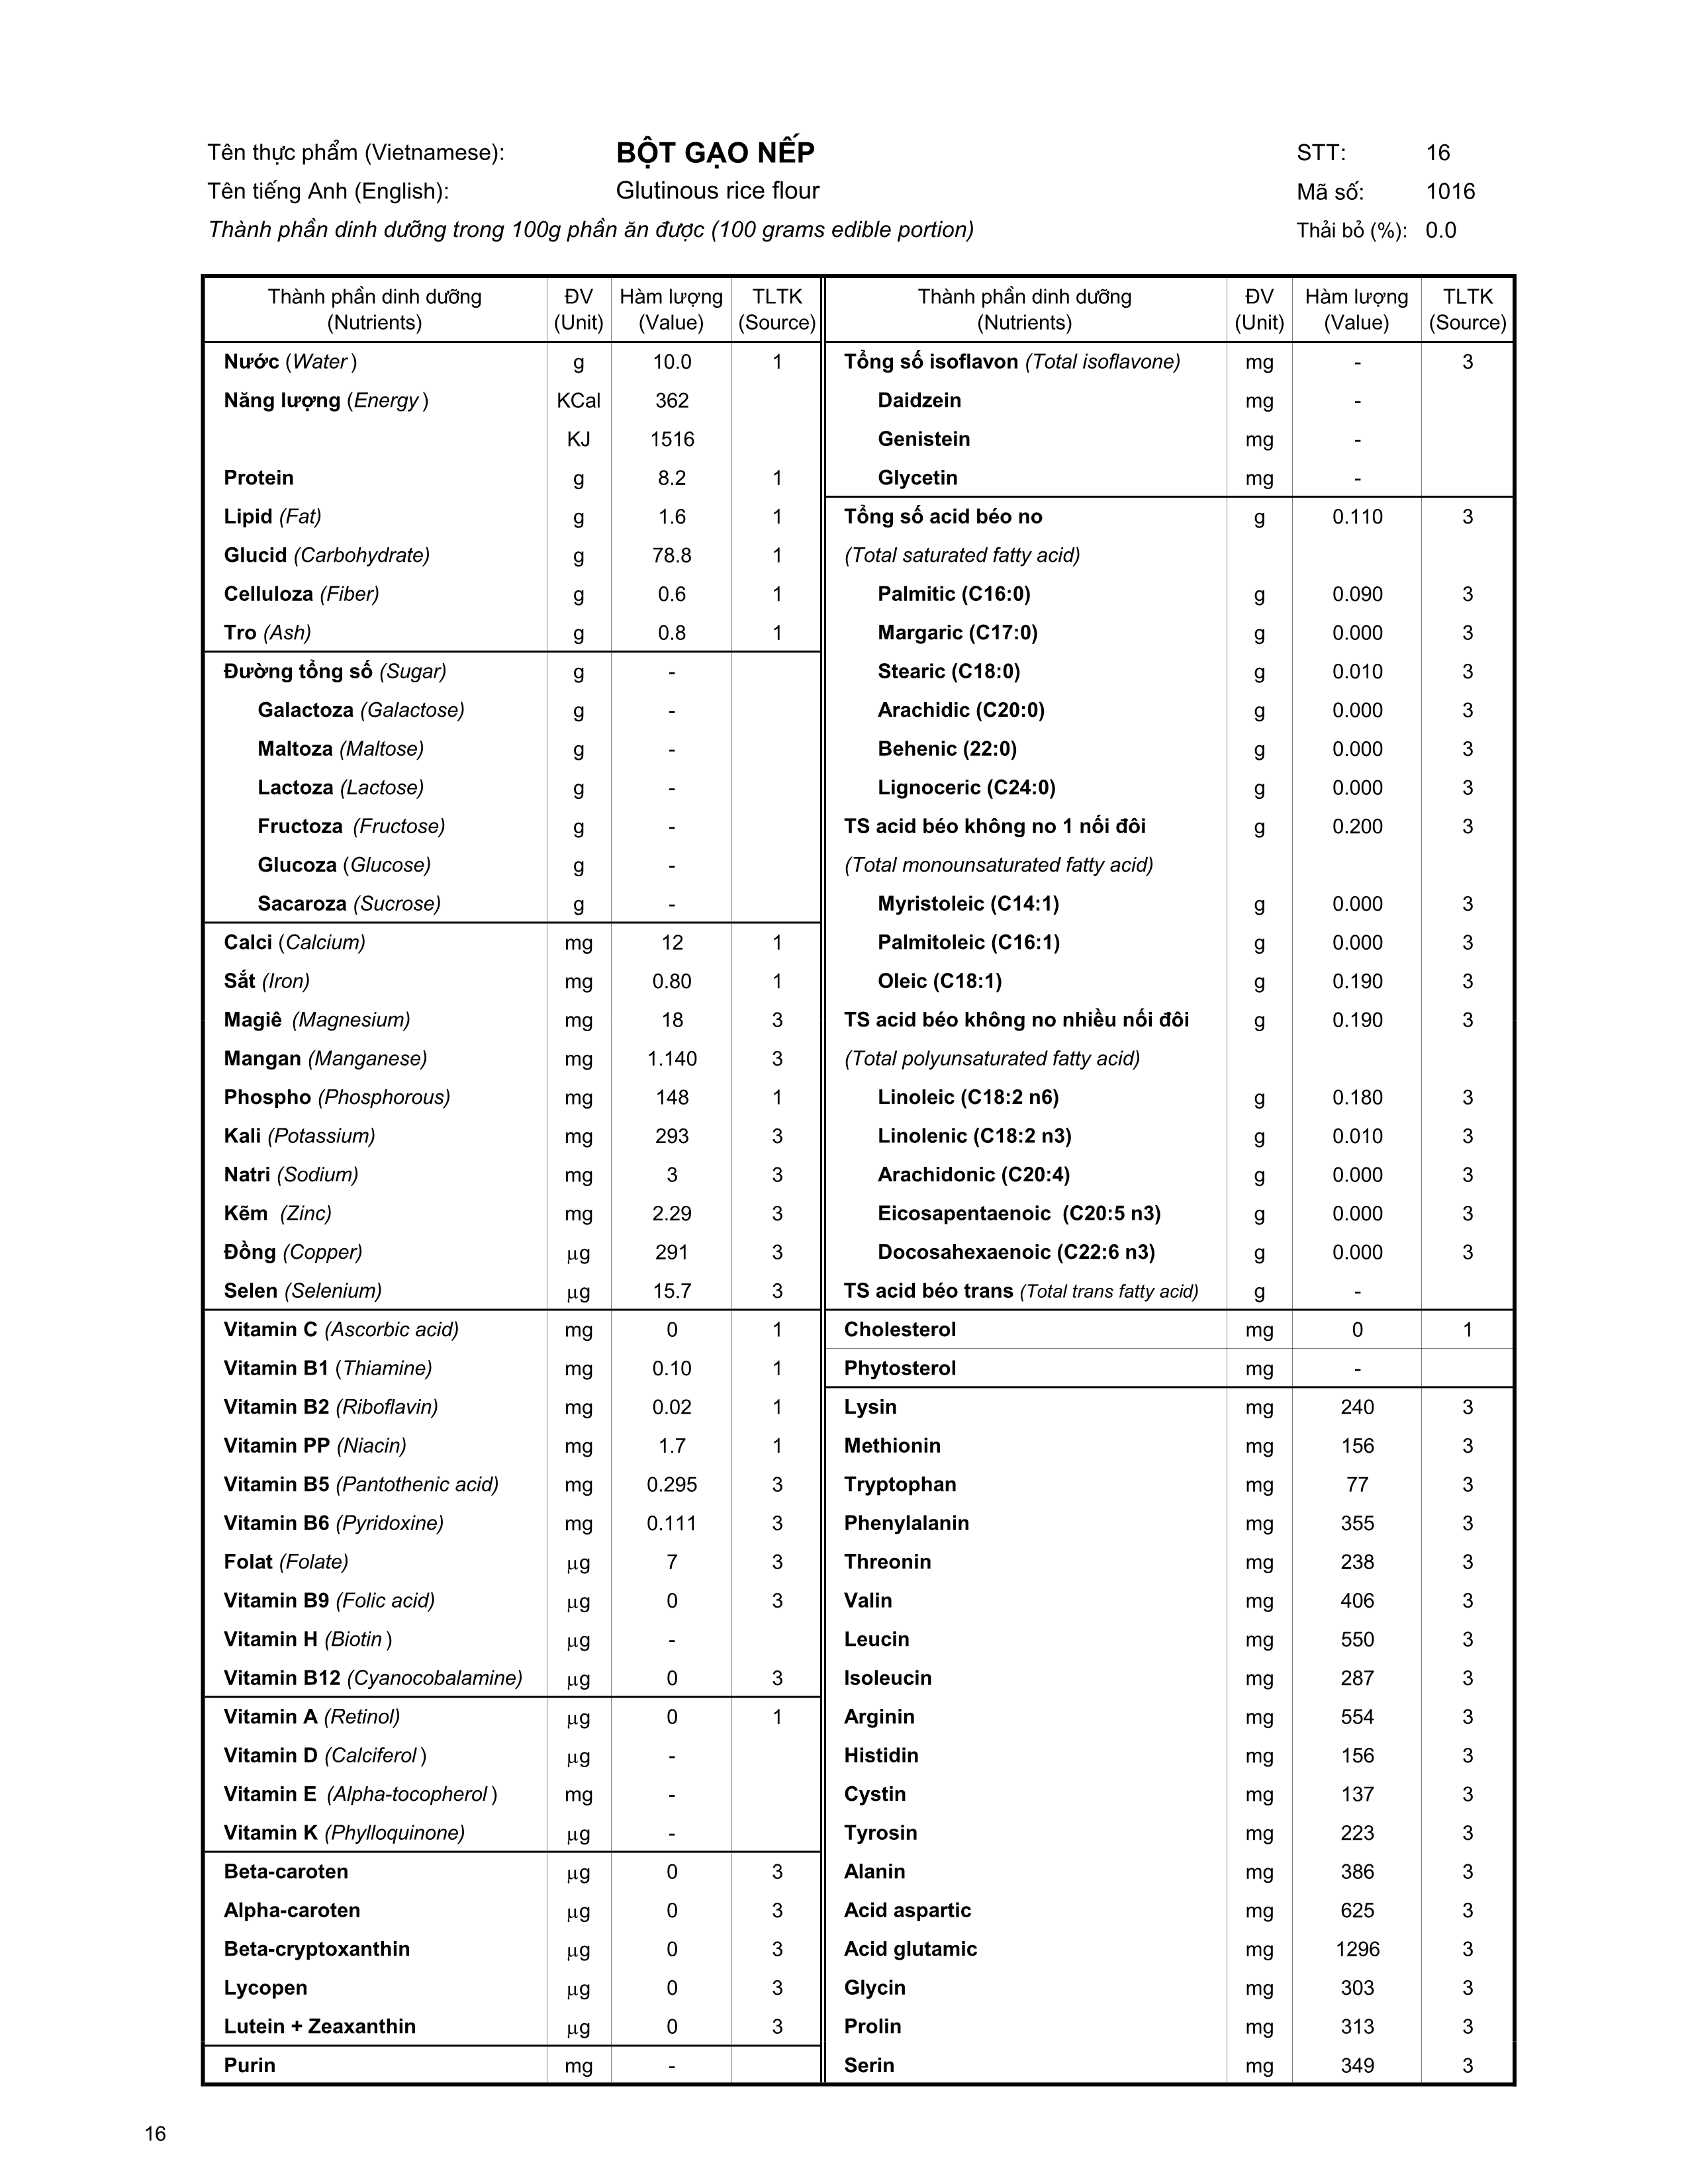 Tên thực phẩm (Vietnamese): BỘT GẠO NẾP STT: 16
Tên tiếng Anh (English): Glutinous rice flour Mã số: 1016
Thành phần dinh dưỡng trong 100g phần ăn được (100 grams edible portion) Thải bỏ (%): 0.0
Thành phần dinh dưỡng ĐV Hàm lượng TLTK
(Nutrients) (Unit) (Value) (Source)
Nước (Water) g 10.0 1
Năng lượng (Energy) KCal 362
KJ 1516
Protein g 8.2 1
Lipid (Fat) g 1.6 1
Glucid (Carbohydrate) g 78.8 1
Celluloza (Fiber) g 0.6 1
Tro (Ash) g 0.8 1
Đường tổng số (Sugar) g -
Galactoza (Galactose) g -
Maltoza (Maltose) g -
Lactoza (Lactose) g -
Fructoza (Fructose) g -
Glucoza (Glucose) g -
Sacaroza (Sucrose) g -
Calci (Calcium) mg 12 1
Sắt (Iron) mg 0.80 1
Magiê (Magnesium) mg 18 3
Mangan (Manganese) mg 1.140 3
Phospho (Phosphorous) mg 148 1
Kali (Potassium) mg 293 3
Natri (Sodium) mg 3 3
Kẽm (Zinc) mg 2.29 3
Đồng (Copper) µg 291 3
Selen (Selenium) µg 15.7 3
Vitamin C (Ascorbic acid) mg 0 1
Vitamin B1 (Thiamine) mg 0.10 1
Vitamin B2 (Riboflavin) mg 0.02 1
Vitamin PP (Niacin) mg 1.7 1
Vitamin B5 (Pantothenic acid) mg 0.295 3
Vitamin B6 (Pyridoxine) mg 0.111 3
Folat (Folate) µg 7 3
Vitamin B9 (Folic acid) µg 0 3
Vitamin H (Biotin) µg -
Vitamin B12 (Cyanocobalamine) µg 0 3
Vitamin A (Retinol) µg 0 1
Vitamin D (Calciferol) µg -
Vitamin E (Alpha-tocopherol) mg -
Vitamin K (Phylloquinone) µg -
Beta-caroten µg 0 3
Alpha-caroten µg 0 3
Beta-cryptoxanthin µg 0 3
Lycopen µg 0 3
Lutein + Zeaxanthin µg 0 3
Purin mg -
Thành phần dinh dưỡng ĐV Hàm lượng TLTK
(Nutrients) (Unit) (Value) (Source)
Tổng số isoflavon (Total isoflavone) mg - 3
Daidzein mg -
Genistein mg -
Glycetin mg -
Tổng số acid béo no g 0.110 3
(Total saturated fatty acid)
Palmitic (C16:0) g 0.090 3
Margaric (C17:0) g 0.000 3
Stearic (C18:0) g 0.010 3
Arachidic (C20:0) g 0.000 3
Behenic (22:0) g 0.000 3
Lignoceric (C24:0) g 0.000 3
TS acid béo không no 1 nối đôi g 0.200 3
(Total monounsaturated fatty acid)
Myristoleic (C14:1) g 0.000 3
Palmitoleic (C16:1) g 0.000 3
Oleic (C18:1) g 0.190 3
TS acid béo không no nhiều nối đôi g 0.190 3
(Total polyunsaturated fatty acid)
Linoleic (C18:2 n6) g 0.180 3
Linolenic (C18:2 n3) g 0.010 3
Arachidonic (C20:4) g 0.000 3
Eicosapentaenoic (C20:5 n3) g 0.000 3
Docosahexaenoic (C22:6 n3) g 0.000 3
TS acid béo trans (Total trans fatty acid) g -
Cholesterol mg 0 1
Phytosterol mg -
Lysin mg 240 3
Methionin mg 156 3
Tryptophan mg 77 3
Phenylalanin mg 355 3
Threonin mg 238 3
Valin mg 406 3
Leucin mg 550 3
Isoleucin mg 287 3
Arginin mg 554 3
Histidin mg 156 3
Cystin mg 137 3
Tyrosin mg 223 3
Alanin mg 386 3
Acid aspartic mg 625 3
Acid glutamic mg 1296 3
Glycin mg 303 3
Prolin mg 313 3
Serin mg 349 3
16